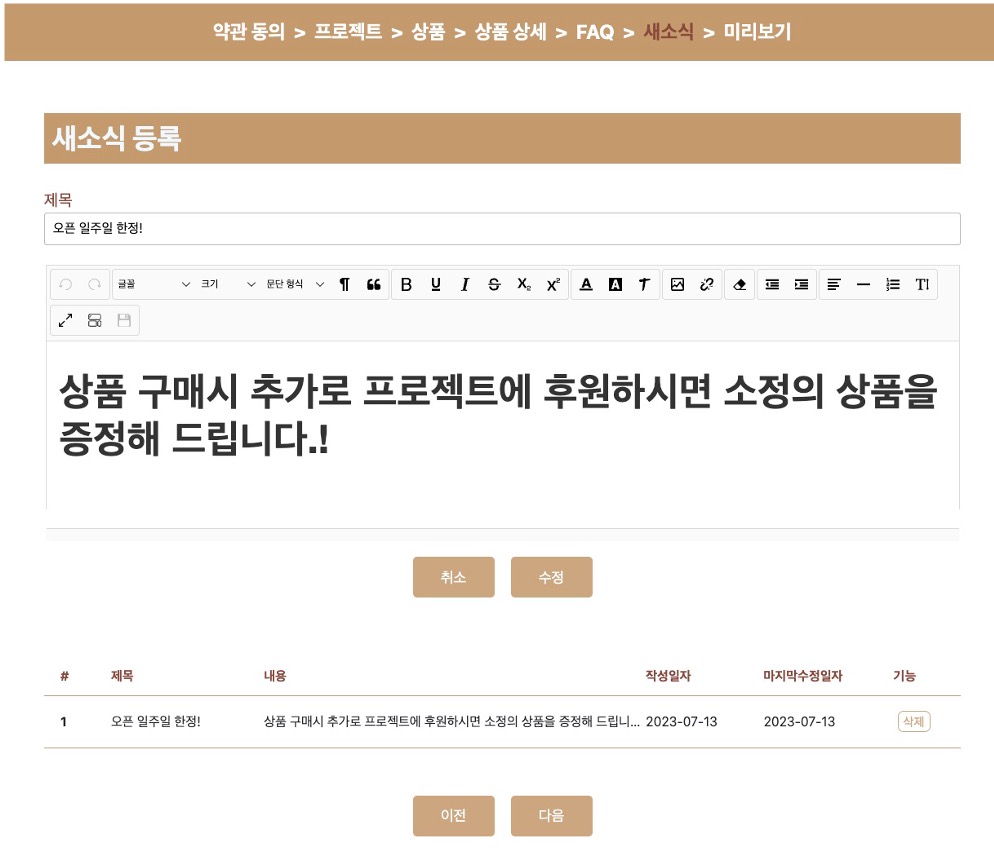 약관 동의 > 프로젝트 > 상품 > 상품 상세 > FAQ > 새소식 > 미리보기
새소식 등록
제목
오픈 일주일 한정!
글꼴 크기 문단 형식 ¶ B U I S X₂ X² A A T TI
상품 구매시 추가로 프로젝트에 후원하시면 소정의 상품을
증정해 드립니다.!
취소 수정
# 제목 내용 작성일자 마지막수정일자 기능
1 오픈 일주일 한정! 상품 구매시 추가로 프로젝트에 후원하시면 소정의 상품을 증정해 드립니... 2023-07-13 2023-07-13 삭제
이전 다음